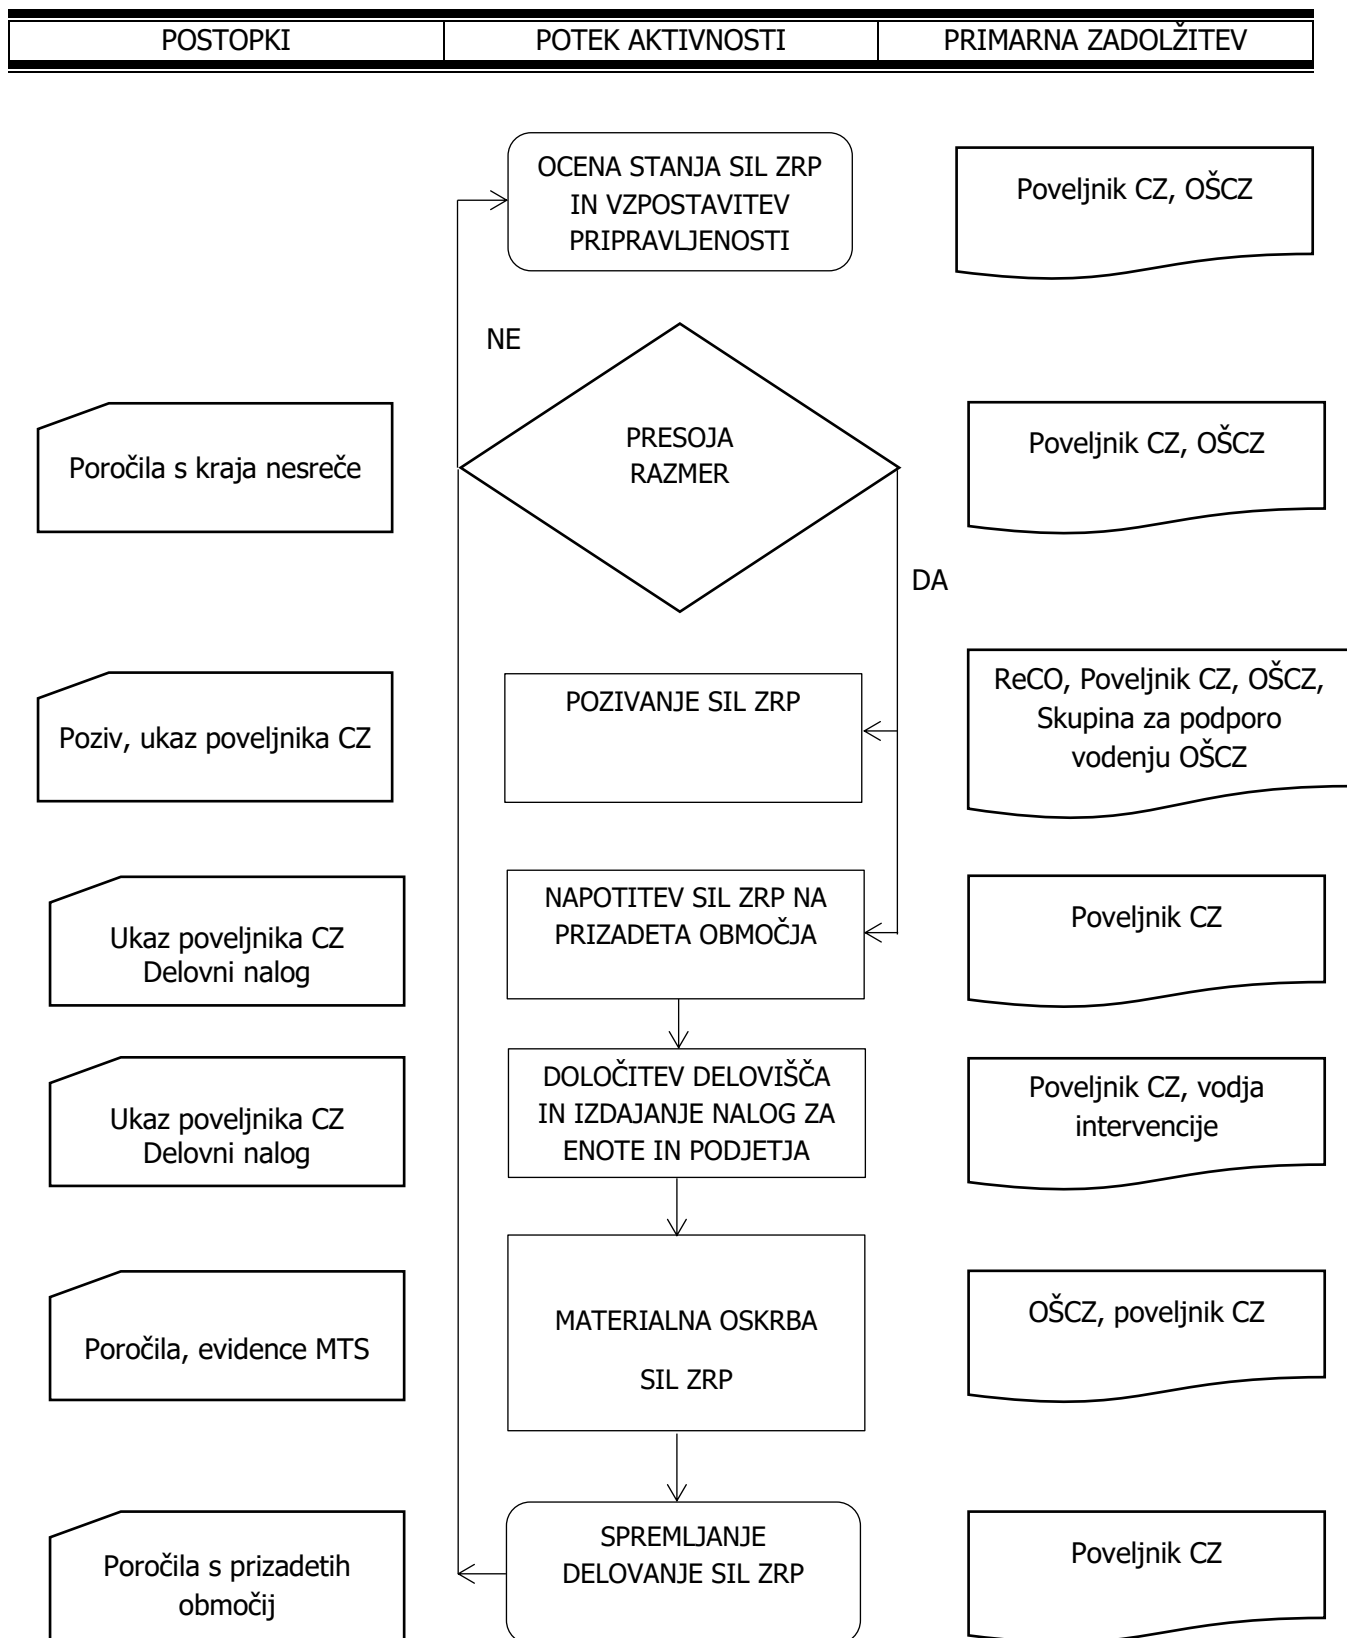 POSTOPKI
POTEK AKTIVNOSTI
PRIMARNA ZADOLŽITEV
OCENA STANJA SIL ZRP
IN VZPOSTAVITEV
PRIPRAVLJENOSTI
Poveljnik CZ, OŠCZ
NE
Poročila s kraja nesreče
PRESOJA
RAZMER
Poveljnik CZ, OŠCZ
DA
Poziv, ukaz poveljnika CZ
POZIVANJE SIL ZRP
ReCO, Poveljnik CZ, OŠCZ,
Skupina za podporo
vodenju OŠCZ
Ukaz poveljnika CZ
Delovni nalog
NAPOTITEV SIL ZRP NA
PRIZADETA OBMOČJA
Poveljnik CZ
Ukaz poveljnika CZ
Delovni nalog
DOLOČITEV DELOVIŠČA
IN IZDAJANJE NALOG ZA
ENOTE IN PODJETJA
Poveljnik CZ, vodja
intervencije
Poročila, evidence MTS
MATERIALNA OSKRBA
SIL ZRP
OŠCZ, poveljnik CZ
Poročila s prizadetih
območij
SPREMLJANJE
DELOVANJE SIL ZRP
Poveljnik CZ